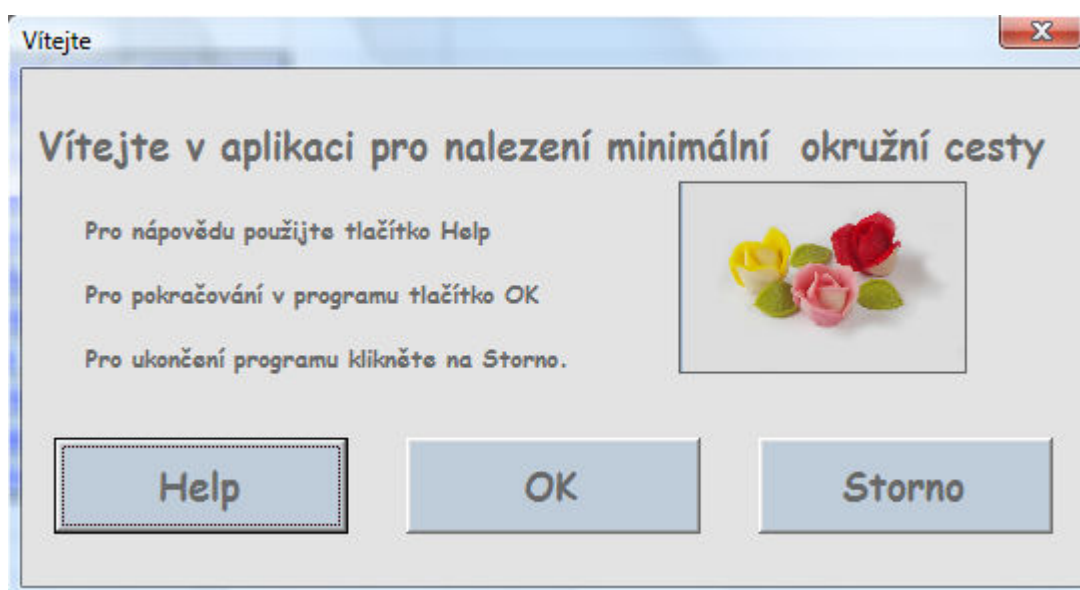 Vítejte
Vítejte v aplikaci pro nalezení minimální  okružní cesty
Pro nápovědu použijte tlačítko Help
Pro pokračování v programu tlačítko OK
Pro ukončení programu klikněte na Storno.
Help
OK
Storno